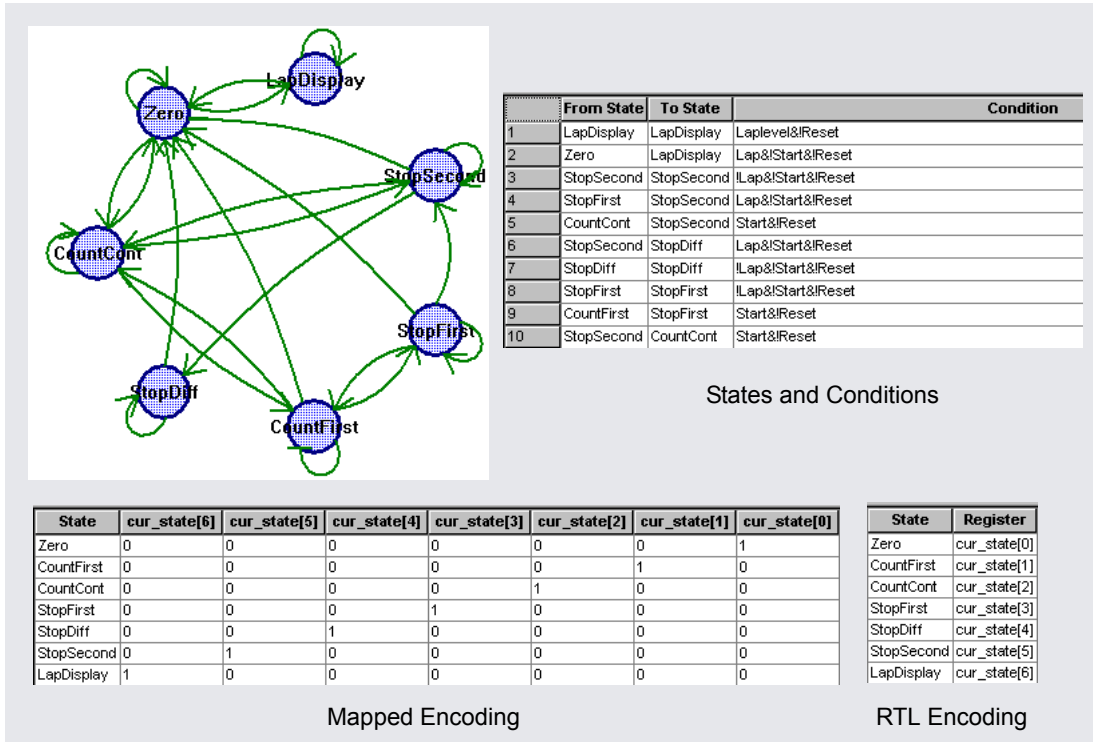 LapDisplay
Zero
StopSecond
CountCont
StopFirst
StopDiff
CountFirst
From State To State Condition
1 LapDisplay LapDisplay Laplevel&!Reset
2 Zero LapDisplay Lap&!Start&!Reset
3 StopSecond StopSecond !Lap&!Start&!Reset
4 StopFirst StopSecond Lap&!Start&!Reset
5 CountCont StopSecond Start&!Reset
6 StopSecond StopDiff Lap&!Start&!Reset
7 StopDiff StopDiff !Lap&!Start&!Reset
8 StopFirst StopFirst !Lap&!Start&!Reset
9 CountFirst StopFirst Start&!Reset
10 StopSecond CountCont Start&!Reset
States and Conditions
State cur_state[6] cur_state[5] cur_state[4] cur_state[3] cur_state[2] cur_state[1] cur_state[0]
Zero 0 0 0 0 0 0 1
CountFirst 0 0 0 0 0 1 0
CountCont 0 0 0 0 1 0 0
StopFirst 0 0 0 1 0 0 0
StopDiff 0 0 1 0 0 0 0
StopSecond 0 1 0 0 0 0 0
LapDisplay 1 0 0 0 0 0 0
Mapped Encoding
State Register
Zero cur_state[0]
CountFirst cur_state[1]
CountCont cur_state[2]
StopFirst cur_state[3]
StopDiff cur_state[4]
StopSecond cur_state[5]
LapDisplay cur_state[6]
RTL Encoding